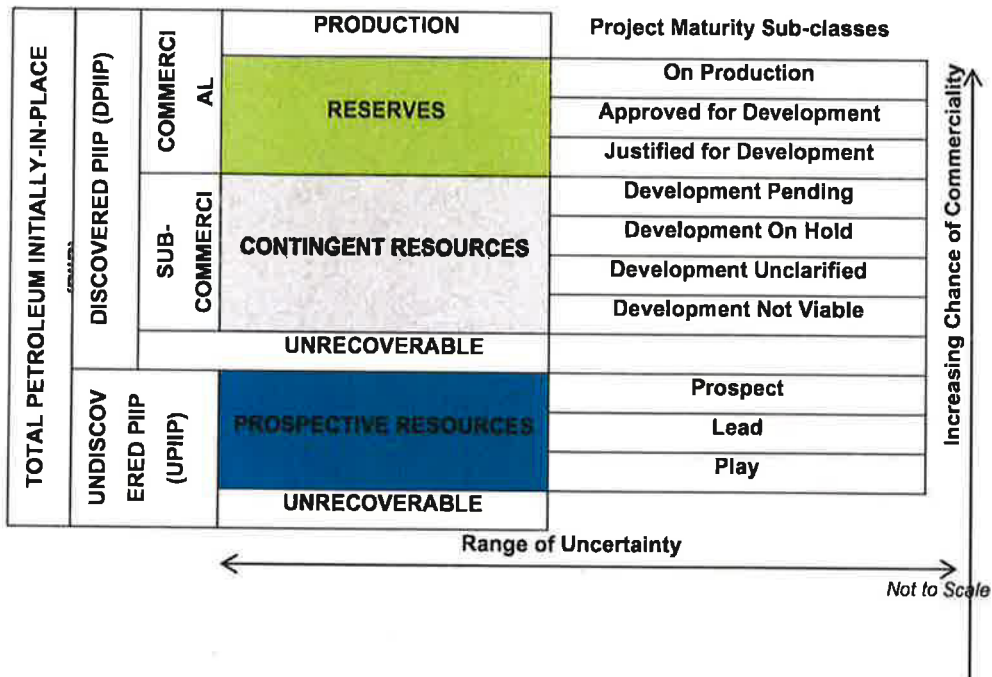 TOTAL PETROLEUM INITIALLY-IN-PLACE
DISCOVERED PIIP (DPIIP)
COMMERCI
AL
PRODUCTION
Project Maturity Sub-classes
RESERVES
On Production
Approved for Development
Justified for Development
SUB-
COMMERCI
CONTINGENT RESOURCES
Development Pending
Development On Hold
Development Unclarified
Development Not Viable
UNRECOVERABLE
UNDISCOV
ERED PIIP
(UPIIP)
PROSPECTIVE RESOURCES
Prospect
Lead
Play
UNRECOVERABLE
Increasing Chance of Commerciality
Range of Uncertainty
Not to Scale